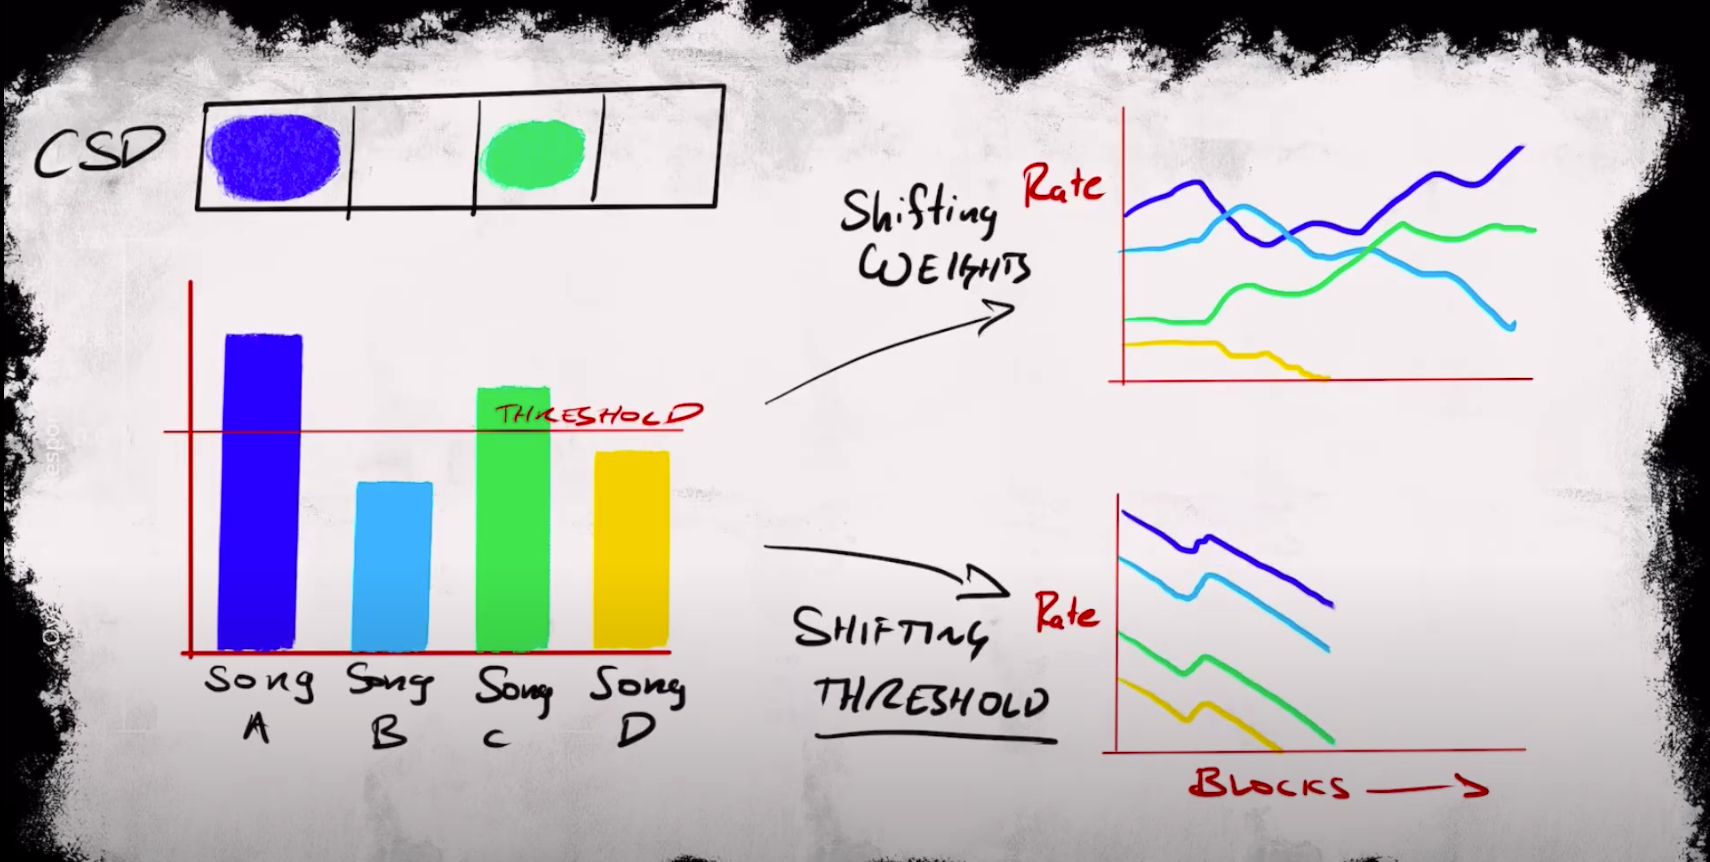 CSD
THRESHOLD
Song A
Song B
Song C
Song D
Shifting
WEIGHTS
Rate
SHIFTING
THRESHOLD
Rate
BLOCKS